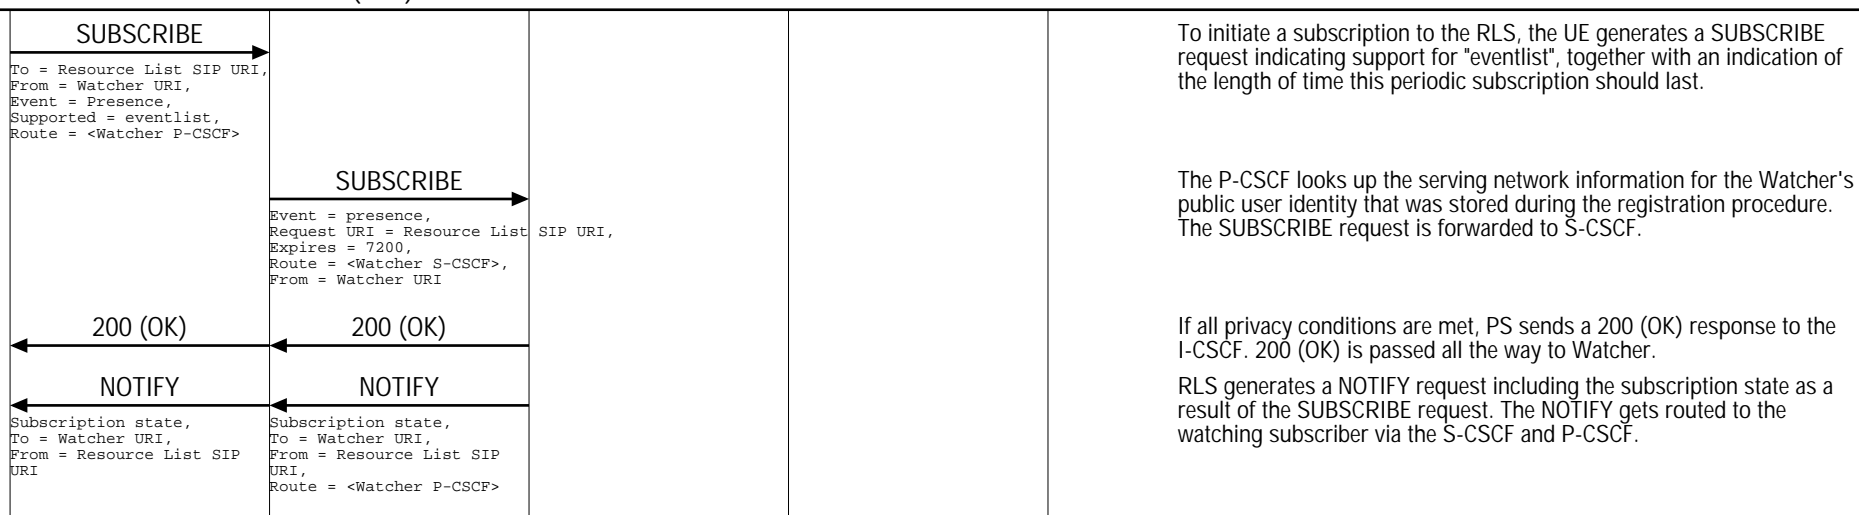 SUBSCRIBE
To = Resource List SIP URI,
From = Watcher URI,
Event = Presence,
Supported = eventlist,
Route = <Watcher P-CSCF>
To initiate a subscription to the RLS, the UE generates a SUBSCRIBE
request indicating support for "eventlist", together with an indication of
the length of time this periodic subscription should last.
SUBSCRIBE
Event = presence,
Request URI = Resource List SIP URI,
Expires = 7200,
Route = <Watcher S-CSCF>,
From = Watcher URI
The P-CSCF looks up the serving network information for the Watcher's
public user identity that was stored during the registration procedure.
The SUBSCRIBE request is forwarded to S-CSCF.
200 (OK)
200 (OK)
If all privacy conditions are met, PS sends a 200 (OK) response to the
I-CSCF. 200 (OK) is passed all the way to Watcher.
NOTIFY
Subscription state,
To = Watcher URI,
From = Resource List SIP
URI
NOTIFY
Subscription state,
To = Watcher URI,
From = Resource List SIP
URI,
Route = <Watcher P-CSCF>
RLS generates a NOTIFY request including the subscription state as a
result of the SUBSCRIBE request. The NOTIFY gets routed to the
watching subscriber via the S-CSCF and P-CSCF.